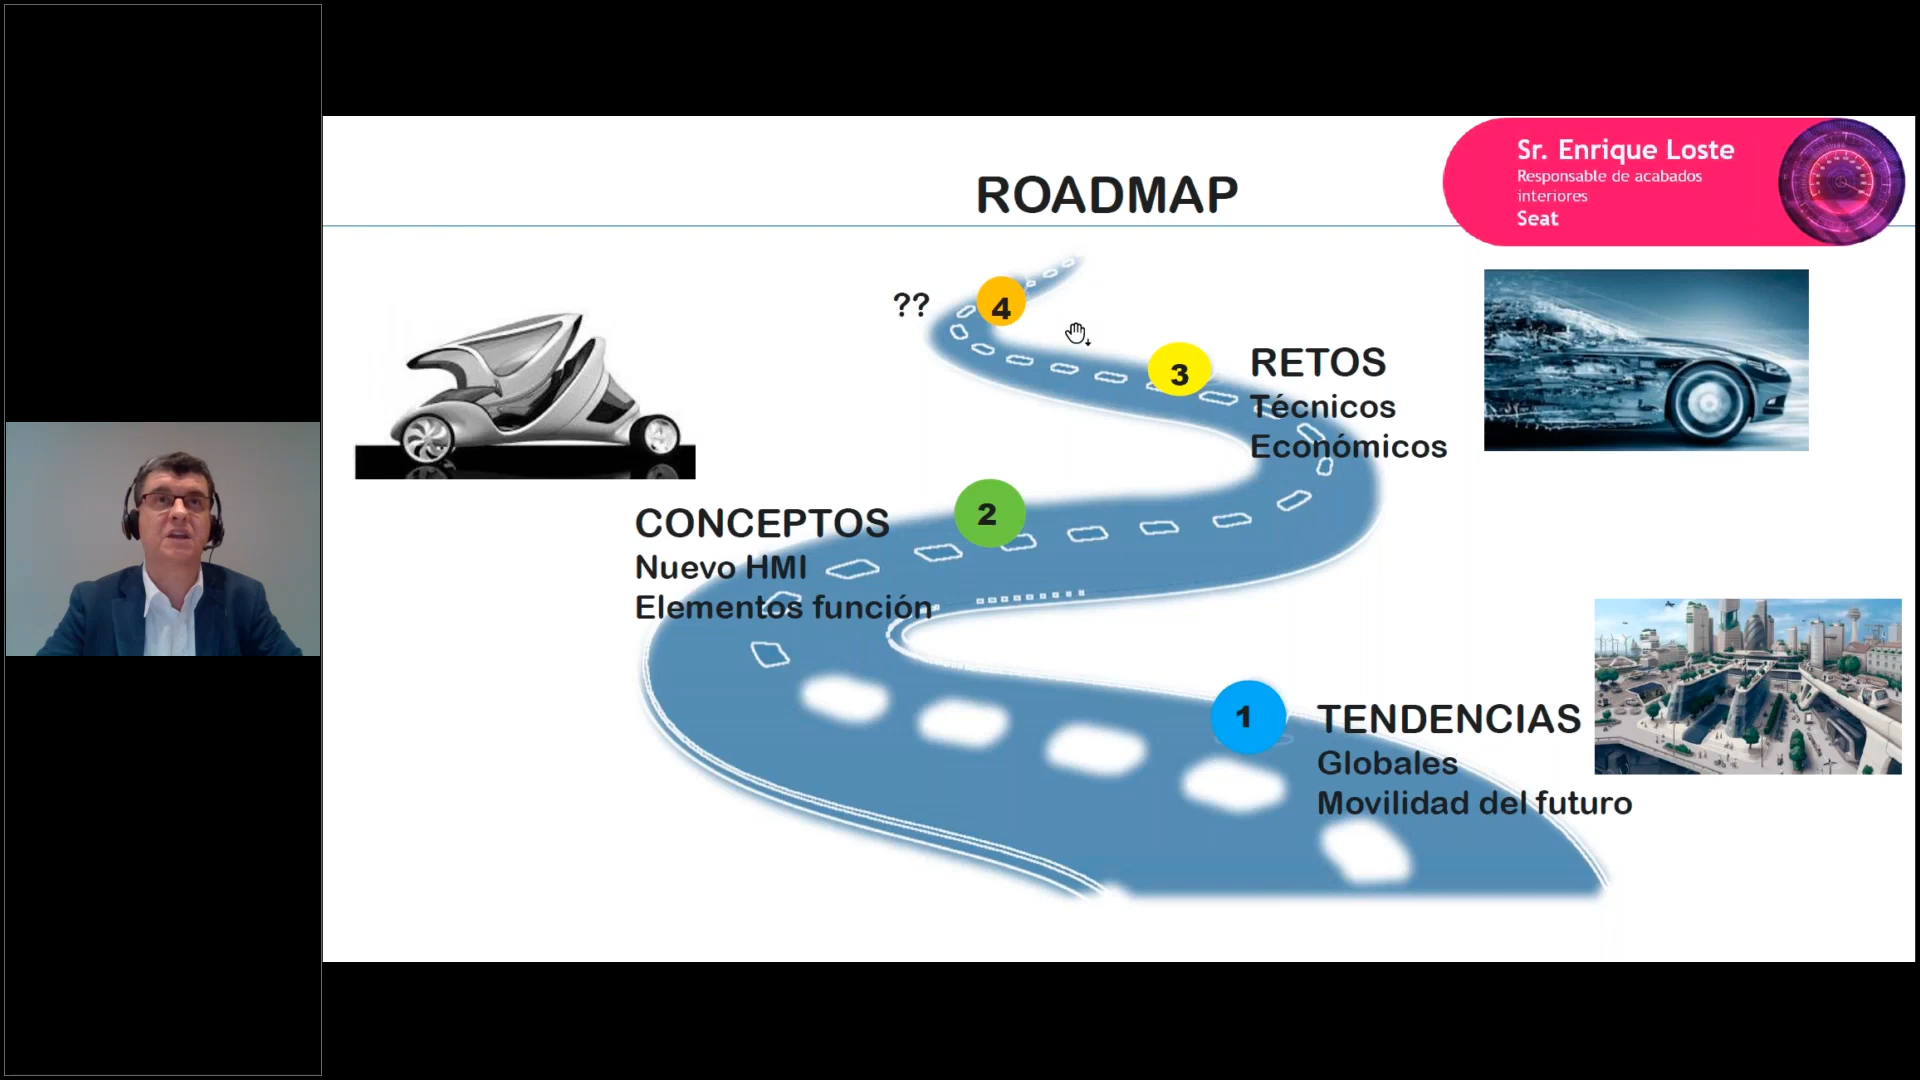 ROADMAP
Sr. Enrique Loste
Responsable de acabados
interiores
Seat
??
4
3
RETOS
Técnicos
Económicos
2
CONCEPTOS
Nuevo HMI
Elementos función
1
TENDENCIAS
Globales
Movilidad del futuro